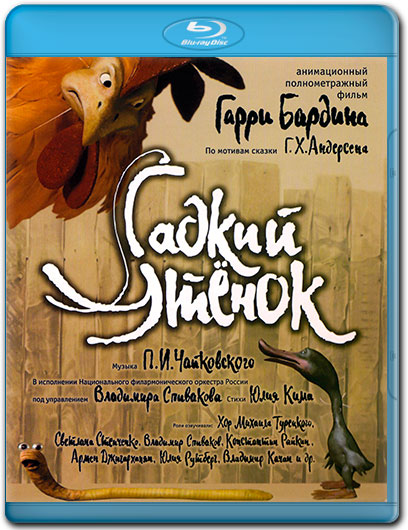 Blu-ray Disc
анимационный
полнометражный
фильм
Гарри Бардина
По мотивам сказки Г.Х.Андерсена
Гадкий
утёнок
Музыка П.И.Чайковского
В исполнении Национального филармонического оркестра России
под управлением Владимира Спивакова Стихи Юлия Кима
Роли озвучивали: Хор Михаила Турецкого,
Светлана Степченко, Владимир Спиваков, Константин Райкин,
Армен Джигарханян, Юлия Рутберг, Владимир Качан и др.